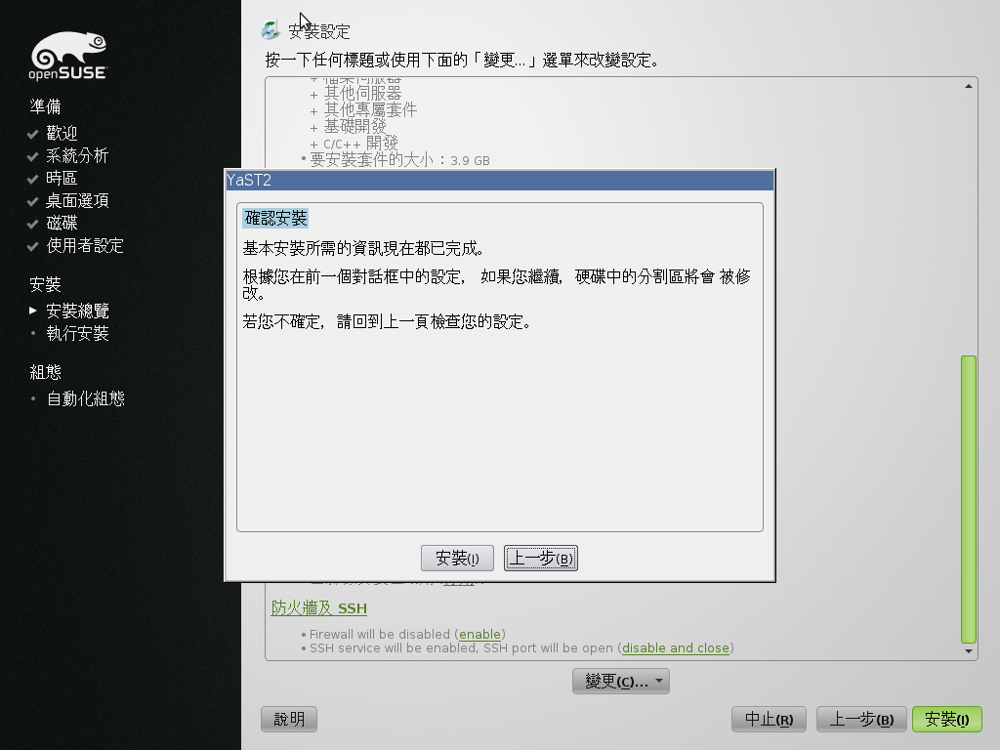 openSUSE
準備
歡迎
系統分析
時區
桌面選項
磁碟
使用者設定
安裝
安裝總覽
執行安裝
組態
自動化組態
安裝設定
按一下任何標題或使用下面的「變更...」選單來改變設定。
+ 檔案伺服器
+ 其他伺服器
+ 其他專屬套件
+ 基礎開發
+ C/C++ 開發
• 要安裝套件的大小：3.9 GB
YaST2
確認安裝
基本安裝所需的資訊現在都已完成。
根據您在前一個對話框中的設定， 如果您繼續，硬碟中的分割區將會 被修
改。
若您不確定，請回到上一頁檢查您的設定。
安裝(I)
上一步(B)
防火牆及 SSH
• Firewall will be disabled (enable)
• SSH service will be enabled, SSH port will be open (disable and close)
變更(C)...
說明
中止(R)
上一步(B)
安裝(I)